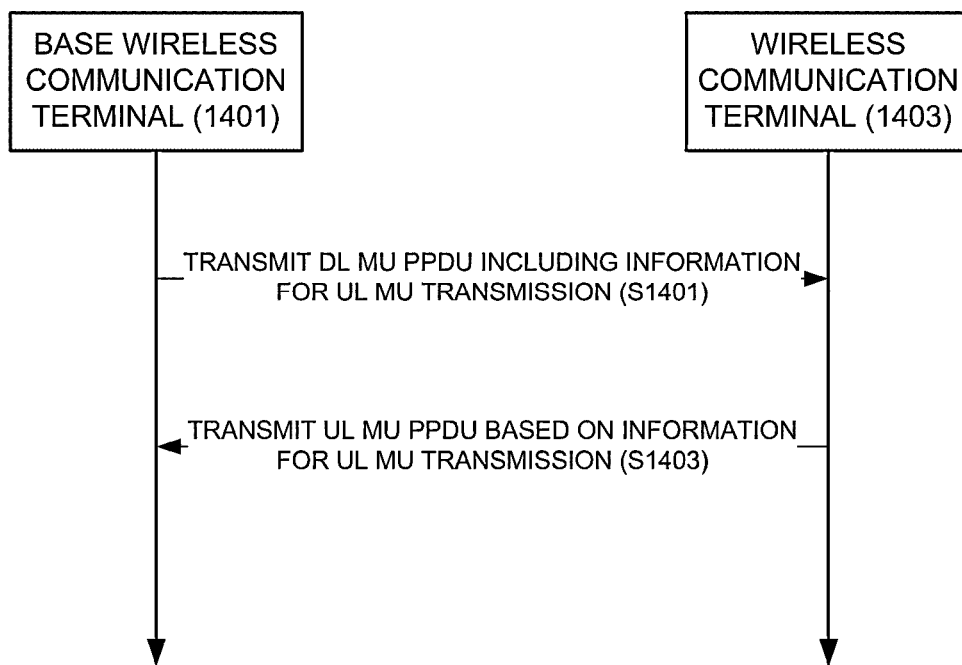 BASE WIRELESS
COMMUNICATION
TERMINAL (1401)
WIRELESS
COMMUNICATION
TERMINAL (1403)
TRANSMIT DL MU PPDU INCLUDING INFORMATION
FOR UL MU TRANSMISSION (S1401)
TRANSMIT UL MU PPDU BASED ON INFORMATION
FOR UL MU TRANSMISSION (S1403)